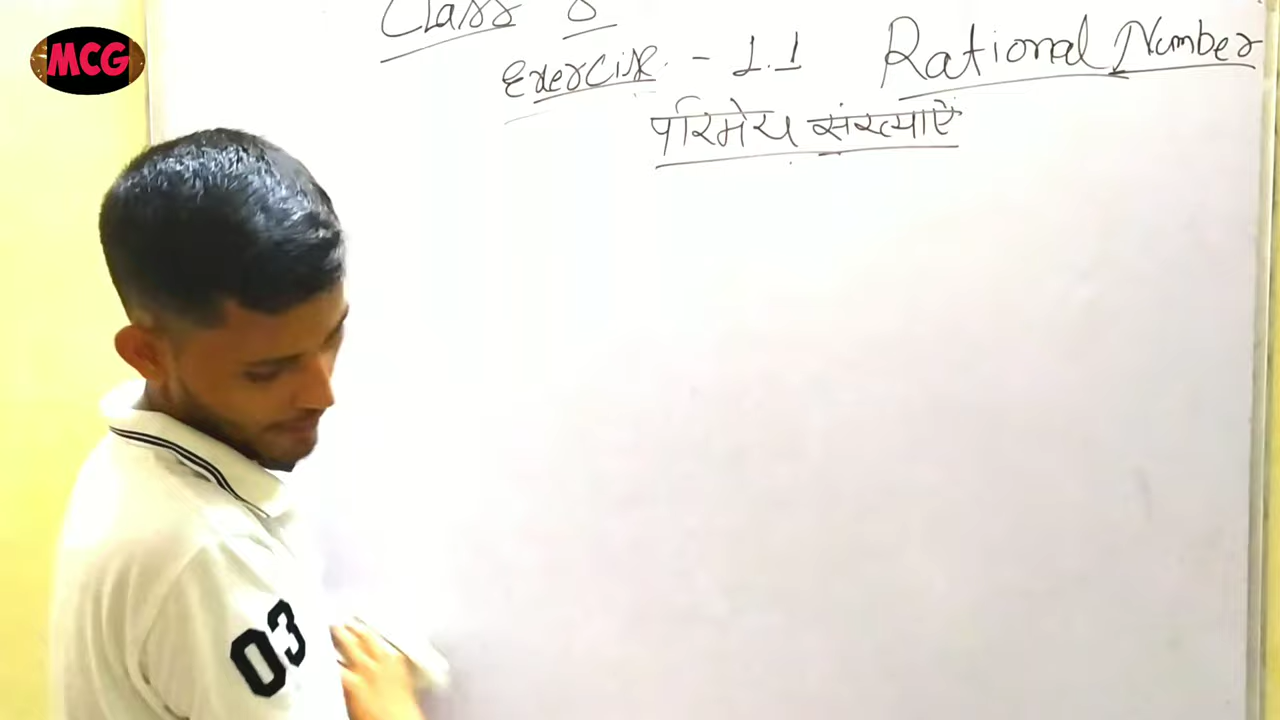 MCG
Class 8
Exercise - 1.1 Rational Number
परिमेय संख्याएँ
03